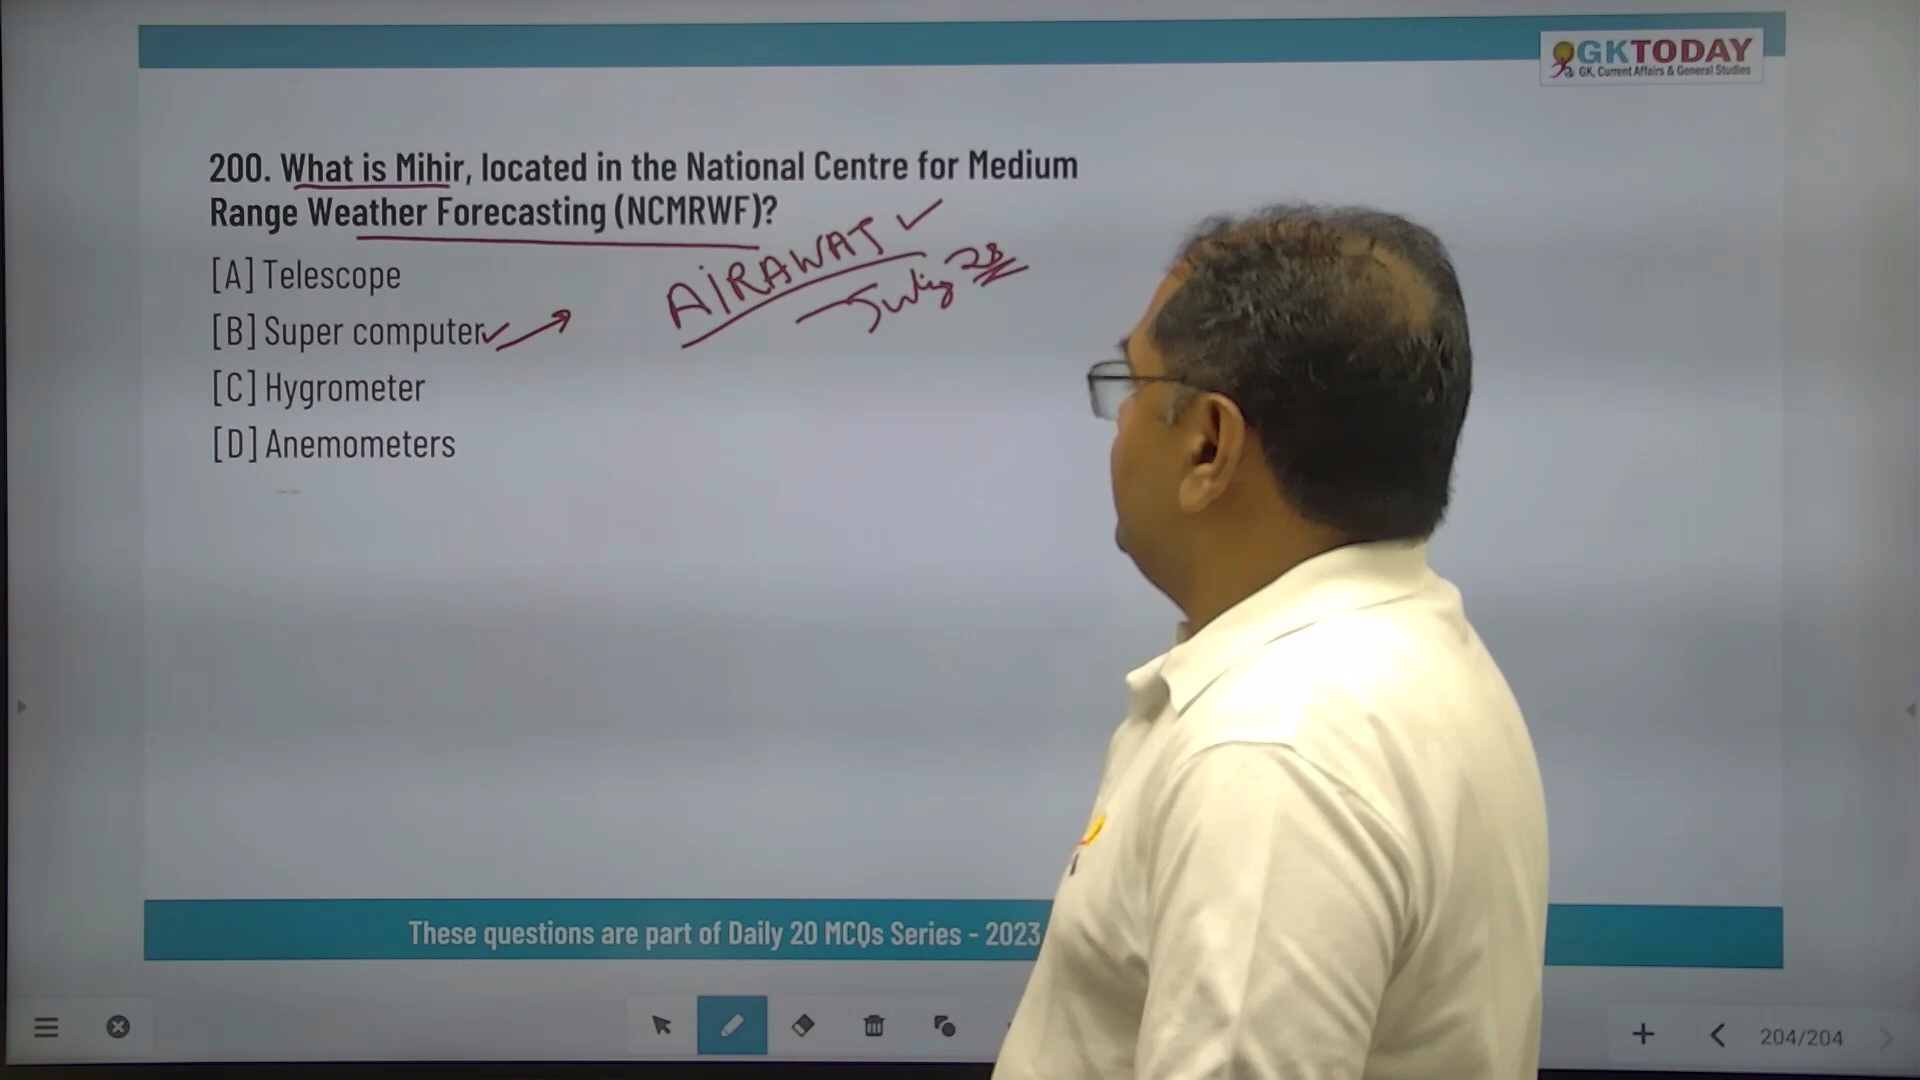 GKTODAY
GK, Current Affairs & General Studies
200. What is Mihir, located in the National Centre for Medium
Range Weather Forecasting (NCMRWF)?
[A] Telescope
[B] Super computer
[C] Hygrometer
[D] Anemometers
AIRAWAT
July 28
These questions are part of Daily 20 MCQs Series - 2023
204/204